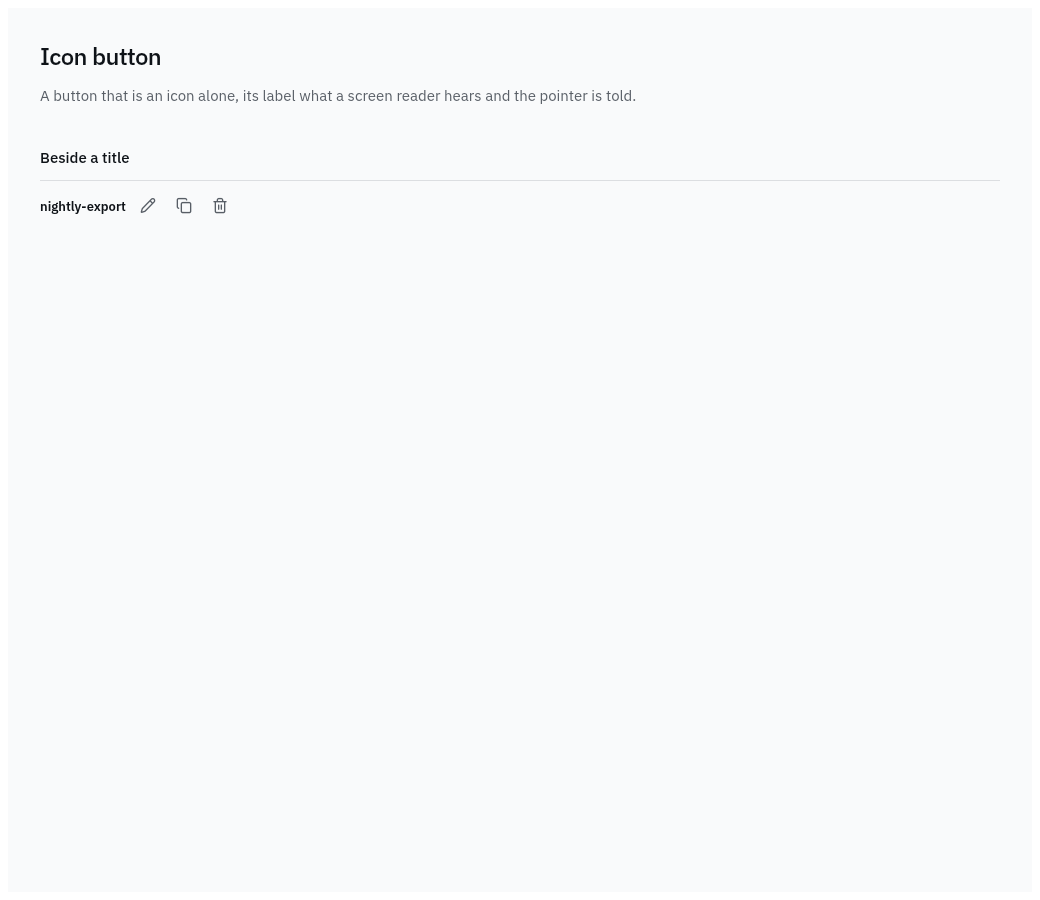 Icon button
A button that is an icon alone, its label what a screen reader hears and the pointer is told.
Beside a title
nightly-export